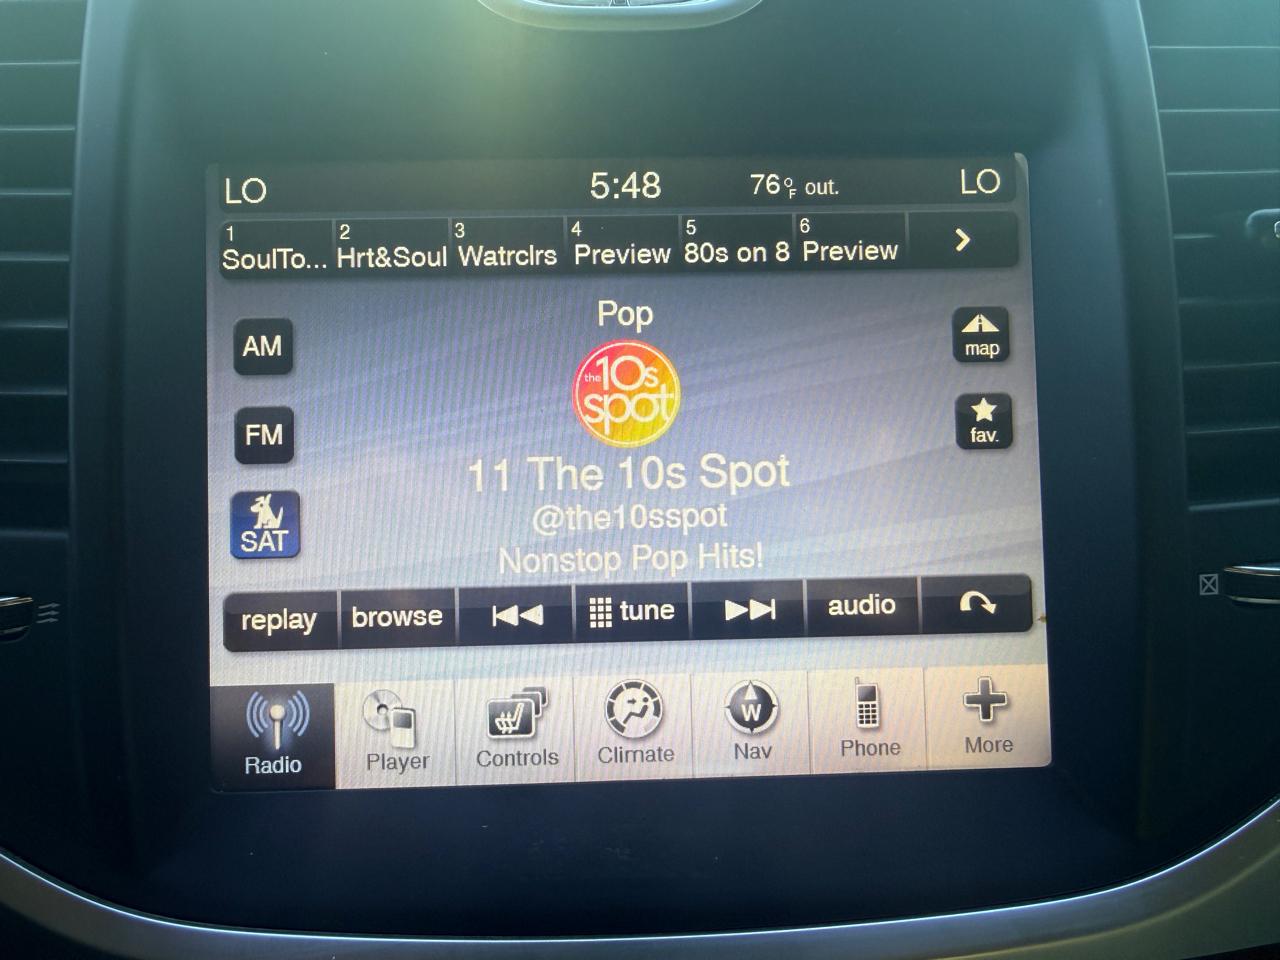 LO 5:48 76°F out. LO
1 2 3 4 5 6
SoulTo... Hrt&Soul Watrclrs Preview 80s on 8 Preview
Pop
AM
the 10s
spot
map
FM
fav.
11 The 10s Spot
SAT
@the10sspot
Nonstop Pop Hits!
replay browse tune audio
W
Radio Player Controls Climate Nav Phone More